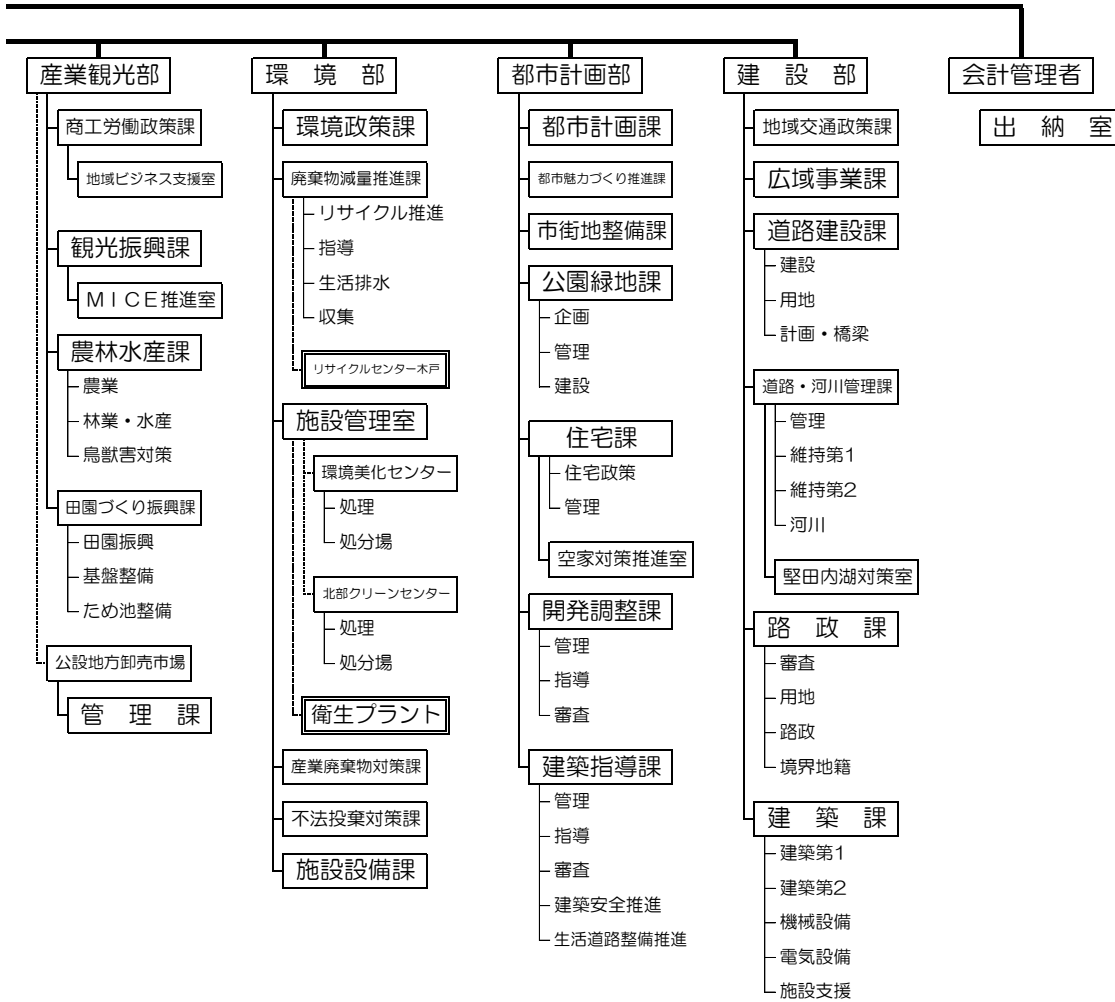 産業観光部
商工労働政策課
地域ビジネス支援室
観光振興課
MICE推進室
農林水産課
農業
林業・水産
鳥獣害対策
田園づくり振興課
田園振興
基盤整備
ため池整備
公設地方卸売市場
管理課
環境部
環境政策課
廃棄物減量推進課
リサイクル推進
指導
生活排水
収集
リサイクルセンター木戸
施設管理室
環境美化センター
処理
処分場
北部クリーンセンター
処理
処分場
衛生プラント
産業廃棄物対策課
不法投棄対策課
施設設備課
都市計画部
都市計画課
都市魅力づくり推進課
市街地整備課
公園緑地課
企画
管理
建設
住宅課
住宅政策
管理
空家対策推進室
開発調整課
管理
指導
審査
建築指導課
管理
指導
審査
建築安全推進
生活道路整備推進
建設部
地域交通政策課
広域事業課
道路建設課
建設
用地
計画・橋梁
道路・河川管理課
管理
維持第1
維持第2
河川
堅田内湖対策室
路政課
審査
用地
路政
境界地籍
建築課
建築第1
建築第2
機械設備
電気設備
施設支援
会計管理者
出納室